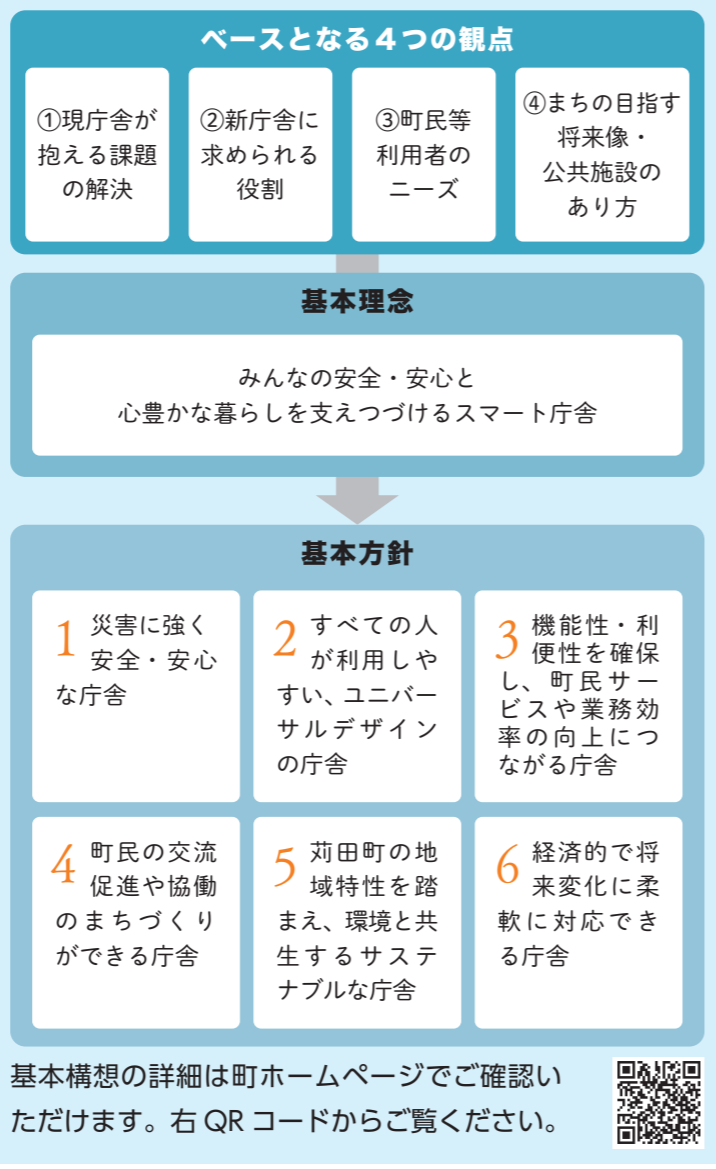 ベースとなる４つの観点
①現庁舎が
抱える課題
の解決
②新庁舎に
求められる
役割
③町民等
利用者の
ニーズ
④まちの目指す
将来像・
公共施設の
あり方
基本理念
みんなの安全・安心と
心豊かな暮らしを支えつづけるスマート庁舎
基本方針
1 災害に強く
安全・安心
な庁舎
2 すべての人
が利用しや
すい、ユニバー
サルデザイン
の庁舎
3 機能性・利
便性を確保
し、町民サー
ビスや業務効
率の向上につ
ながる庁舎
4 町民の交流
促進や協働
のまちづくり
ができる庁舎
5 苅田町の地
域特性を踏
まえ、環境と共
生するサステ
ナブルな庁舎
6 経済的で将
来変化に柔
軟に対応でき
る庁舎
基本構想の詳細は町ホームページでご確認い
ただけます。右 QR コードからご覧ください。